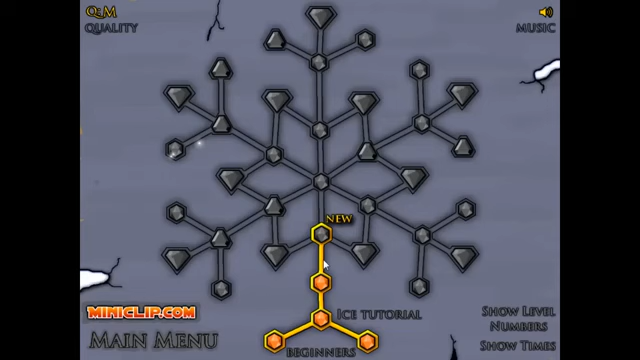 Q:M
QUALITY
MUSIC
NEW
ICE TUTORIAL
BEGINNERS
MINICLIP.COM
MAIN MENU
SHOW LEVEL
NUMBERS
SHOW TIMES